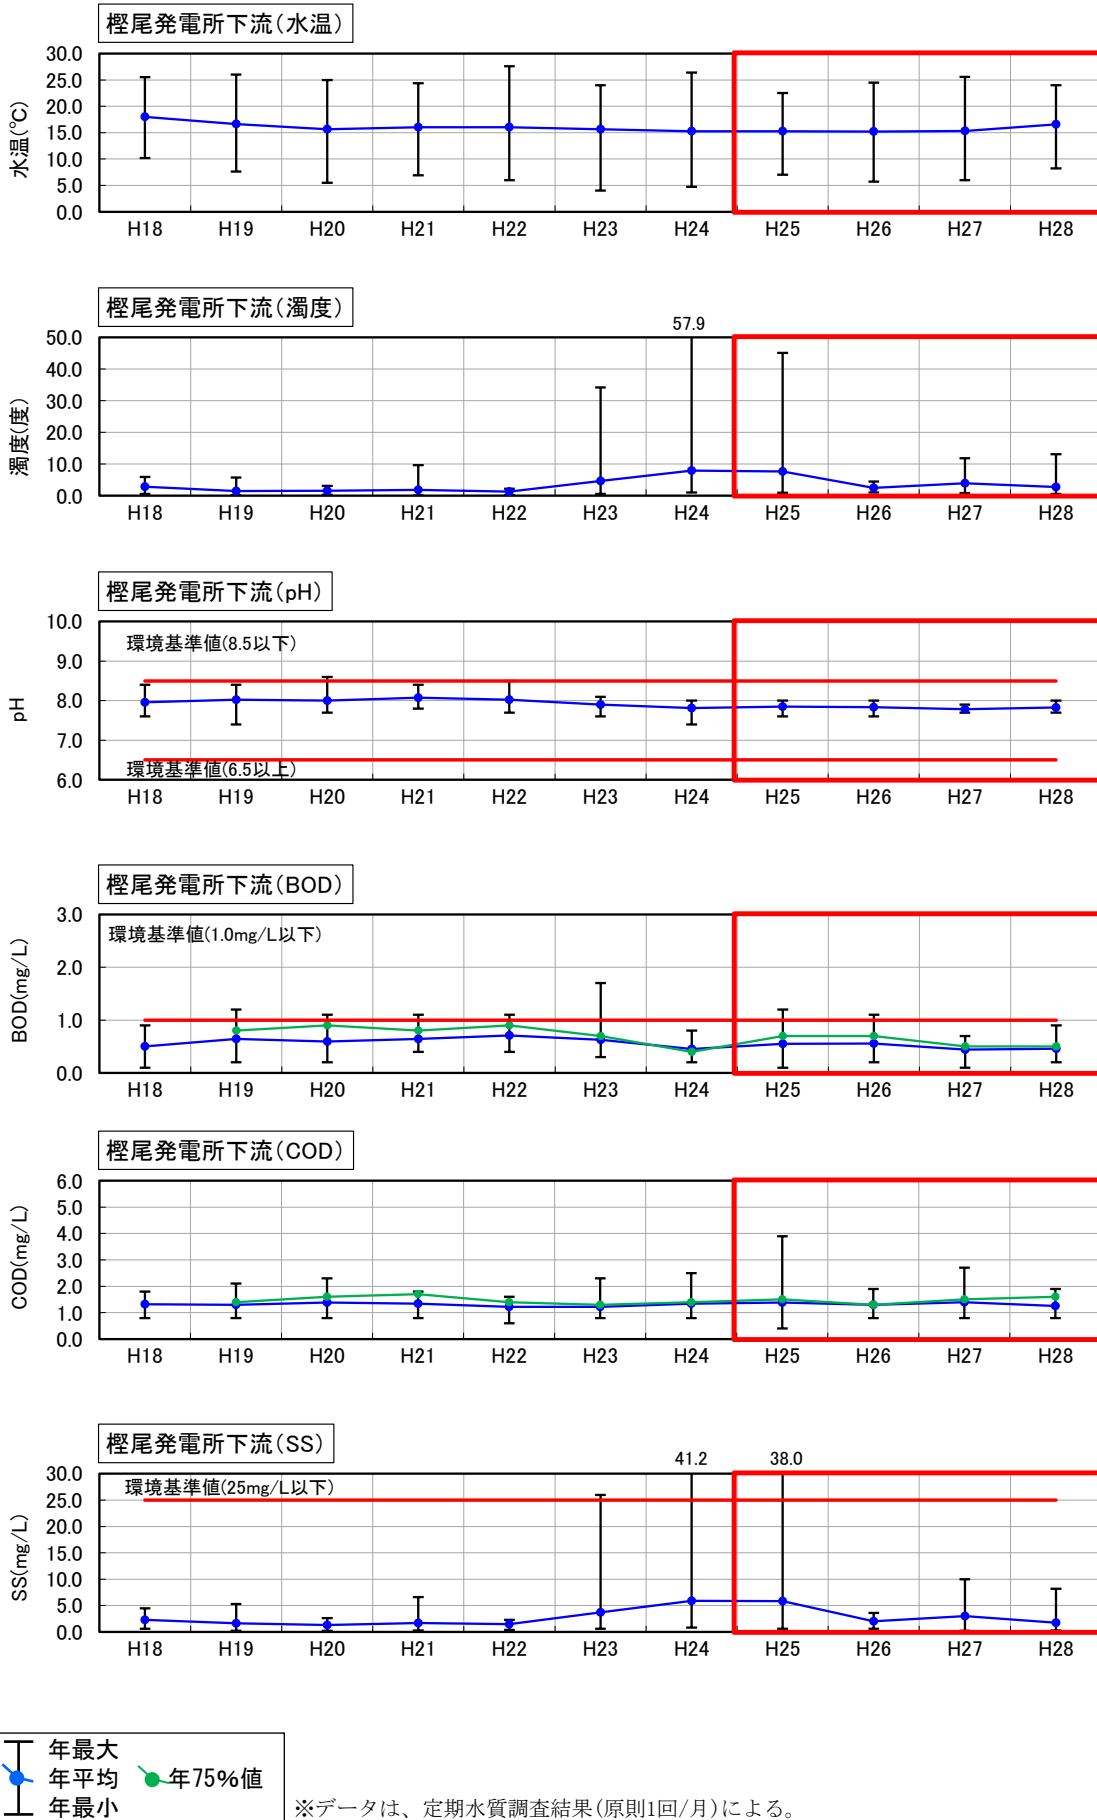 樫尾発電所下流(水温)
30.0
25.0
20.0
15.0
10.0
5.0
0.0
水温(℃)
H18 H19 H20 H21 H22 H23 H24 H25 H26 H27 H28
樫尾発電所下流(濁度)
57.9
50.0
40.0
30.0
20.0
10.0
0.0
濁度(度)
H18 H19 H20 H21 H22 H23 H24 H25 H26 H27 H28
樫尾発電所下流(pH)
10.0
9.0
8.0
7.0
6.0
pH
環境基準値(8.5以下)
環境基準値(6.5以上)
H18 H19 H20 H21 H22 H23 H24 H25 H26 H27 H28
樫尾発電所下流(BOD)
3.0
2.0
1.0
0.0
BOD(mg/L)
環境基準値(1.0mg/L以下)
H18 H19 H20 H21 H22 H23 H24 H25 H26 H27 H28
樫尾発電所下流(COD)
6.0
5.0
4.0
3.0
2.0
1.0
0.0
COD(mg/L)
H18 H19 H20 H21 H22 H23 H24 H25 H26 H27 H28
樫尾発電所下流(SS)
41.2 38.0
30.0
25.0
20.0
15.0
10.0
5.0
0.0
SS(mg/L)
環境基準値(25mg/L以下)
H18 H19 H20 H21 H22 H23 H24 H25 H26 H27 H28
年最大
年平均 年75%値
年最小
※データは、定期水質調査結果(原則1回/月)による。